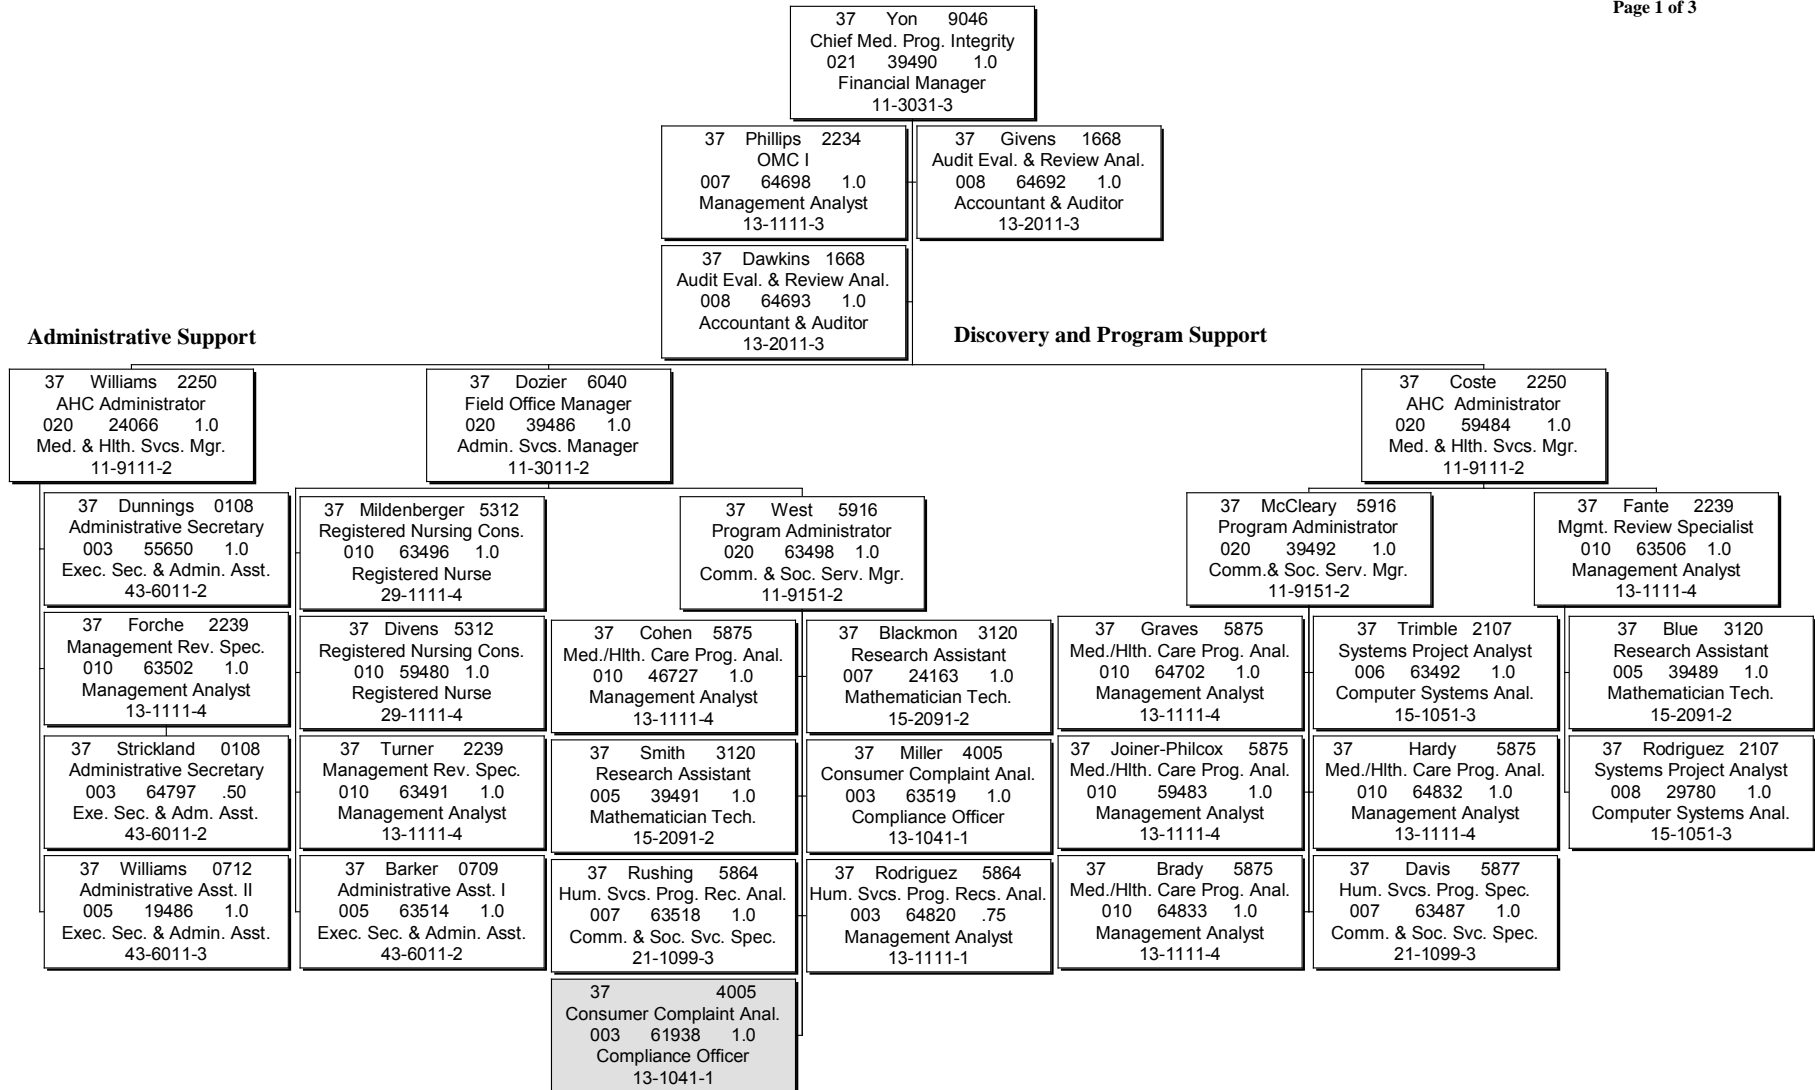 Page 1 of 3
37 Yon 9046
Chief Med. Prog. Integrity
021 39490 1.0
Financial Manager
11-3031-3
37 Phillips 2234
OMC I
007 64698 1.0
Management Analyst
13-1111-3
37 Givens 1668
Audit Eval. & Review Anal.
008 64692 1.0
Accountant & Auditor
13-2011-3
37 Dawkins 1668
Audit Eval. & Review Anal.
008 64693 1.0
Accountant & Auditor
13-2011-3
Administrative Support
Discovery and Program Support
37 Williams 2250
AHC Administrator
020 24066 1.0
Med. & Hlth. Svcs. Mgr.
11-9111-2
37 Dozier 6040
Field Office Manager
020 39486 1.0
Admin. Svcs. Manager
11-3011-2
37 Coste 2250
AHC Administrator
020 59484 1.0
Med. & Hlth. Svcs. Mgr.
11-9111-2
37 Dunnings 0108
Administrative Secretary
003 55650 1.0
Exec. Sec. & Admin. Asst.
43-6011-2
37 Mildenberger 5312
Registered Nursing Cons.
010 63496 1.0
Registered Nurse
29-1111-4
37 West 5916
Program Administrator
020 63498 1.0
Comm. & Soc. Serv. Mgr.
11-9151-2
37 McCleary 5916
Program Administrator
020 39492 1.0
Comm.& Soc. Serv. Mgr.
11-9151-2
37 Fante 2239
Mgmt. Review Specialist
010 63506 1.0
Management Analyst
13-1111-4
37 Forche 2239
Management Rev. Spec.
010 63502 1.0
Management Analyst
13-1111-4
37 Divens 5312
Registered Nursing Cons.
010 59480 1.0
Registered Nurse
29-1111-4
37 Cohen 5875
Med./Hlth. Care Prog. Anal.
010 46727 1.0
Management Analyst
13-1111-4
37 Blackmon 3120
Research Assistant
007 24163 1.0
Mathematician Tech.
15-2091-2
37 Graves 5875
Med./Hlth. Care Prog. Anal.
010 64702 1.0
Management Analyst
13-1111-4
37 Trimble 2107
Systems Project Analyst
006 63492 1.0
Computer Systems Anal.
15-1051-3
37 Blue 3120
Research Assistant
005 39489 1.0
Mathematician Tech.
15-2091-2
37 Strickland 0108
Administrative Secretary
003 64797 .50
Exe. Sec. & Adm. Asst.
43-6011-2
37 Turner 2239
Management Rev. Spec.
010 63491 1.0
Management Analyst
13-1111-4
37 Smith 3120
Research Assistant
005 39491 1.0
Mathematician Tech.
15-2091-2
37 Miller 4005
Consumer Complaint Anal.
003 63519 1.0
Compliance Officer
13-1041-1
37 Joiner-Philcox 5875
Med./Hlth. Care Prog. Anal.
010 59483 1.0
Management Analyst
13-1111-4
37 Hardy 5875
Med./Hlth. Care Prog. Anal.
010 64832 1.0
Management Analyst
13-1111-4
37 Rodriguez 2107
Systems Project Analyst
008 29780 1.0
Computer Systems Anal.
15-1051-3
37 Williams 0712
Administrative Asst. II
005 19486 1.0
Exec. Sec. & Admin. Asst.
43-6011-3
37 Barker 0709
Administrative Asst. I
005 63514 1.0
Exec. Sec. & Admin. Asst.
43-6011-2
37 Rushing 5864
Hum. Svcs. Prog. Rec. Anal.
007 63518 1.0
Comm. & Soc. Svc. Spec.
21-1099-3
37 Rodriguez 5864
Hum. Svcs. Prog. Recs. Anal.
003 64820 .75
Management Analyst
13-1111-1
37 Brady 5875
Med./Hlth. Care Prog. Anal.
010 64833 1.0
Management Analyst
13-1111-4
37 Davis 5877
Hum. Svcs. Prog. Spec.
007 63487 1.0
Comm. & Soc. Svc. Spec.
21-1099-3
37 4005
Consumer Complaint Anal.
003 61938 1.0
Compliance Officer
13-1041-1